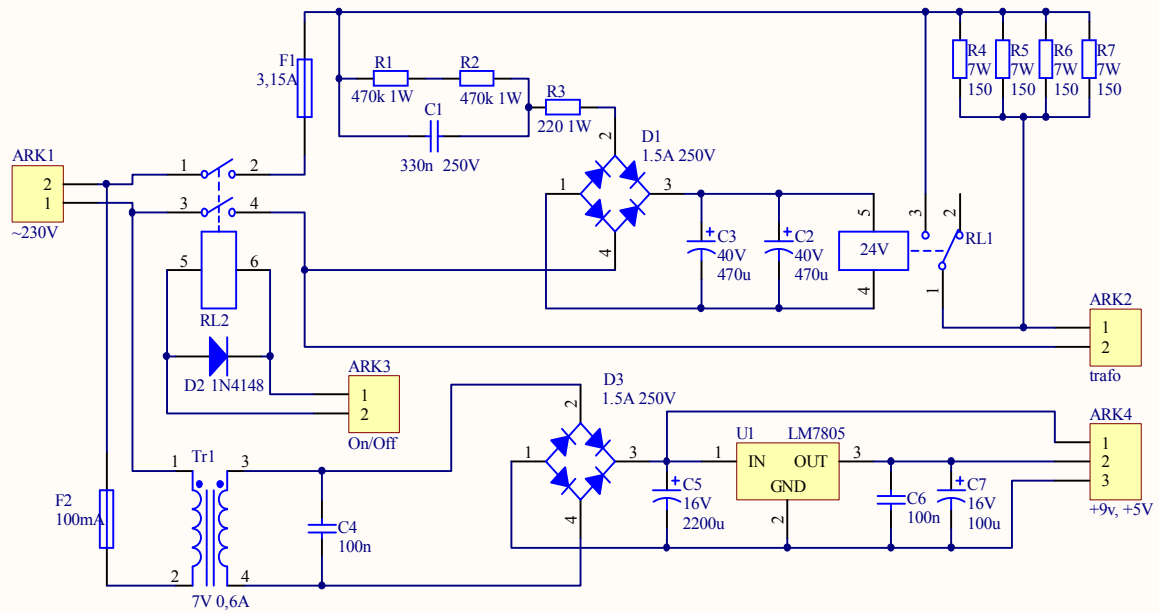 F1
3,15A
R1
470k 1W
R2
470k 1W
C1
330n 250V
R3
220 1W
2
D1
1.5A 250V
1
3
4
R4
7W
150
R5
7W
150
R6
7W
150
R7
7W
150
ARK1
2
1
~230V
1
2
3
4
5
6
RL2
D2 1N4148
+
C3
40V
470u
+
C2
40V
470u
5
24V
4
3
2
RL1
1
ARK2
1
2
trafo
ARK3
1
2
On/Off
F2
100mA
Tr1
1
3
2
4
7V 0,6A
C4
100n
D3
1.5A 250V
2
1
3
4
+
C5
16V
2200u
U1
LM7805
1
IN
OUT
GND
3
2
C6
100n
+
C7
16V
100u
ARK4
1
2
3
+9v, +5V